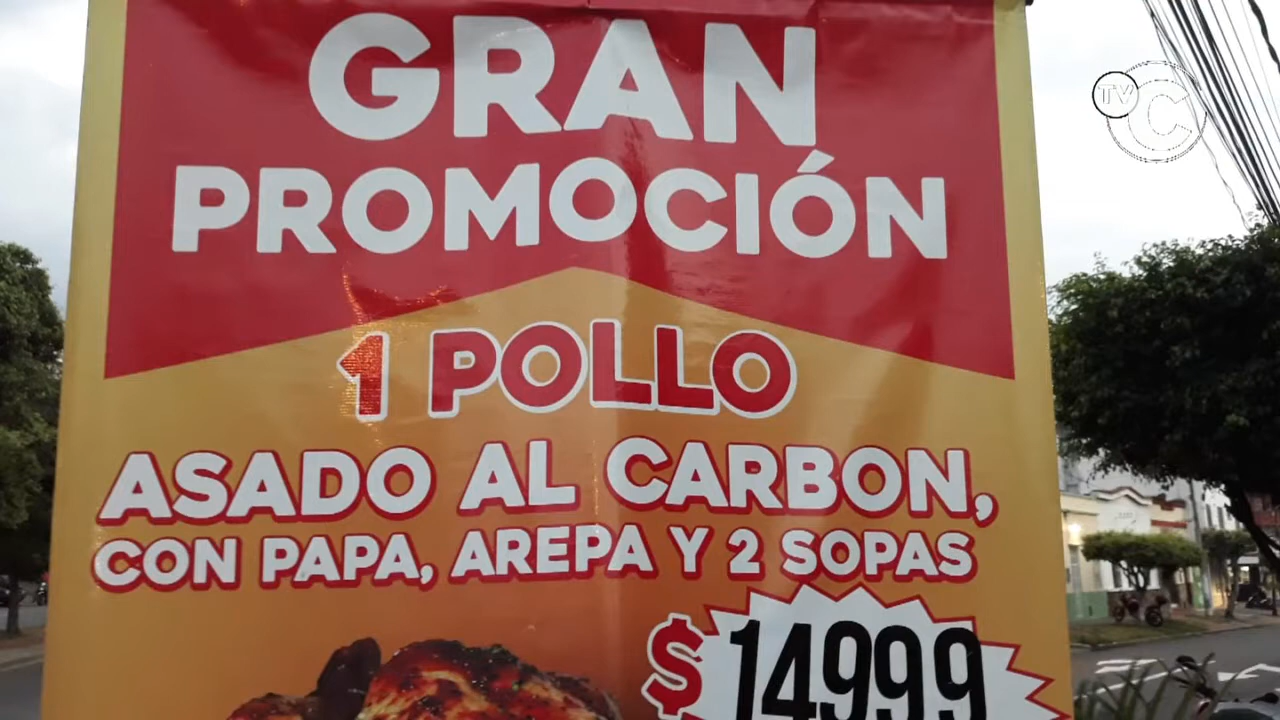 TV C
GRAN
PROMOCIÓN
1 POLLO
ASADO AL CARBON,
CON PAPA, AREPA Y 2 SOPAS
$14999